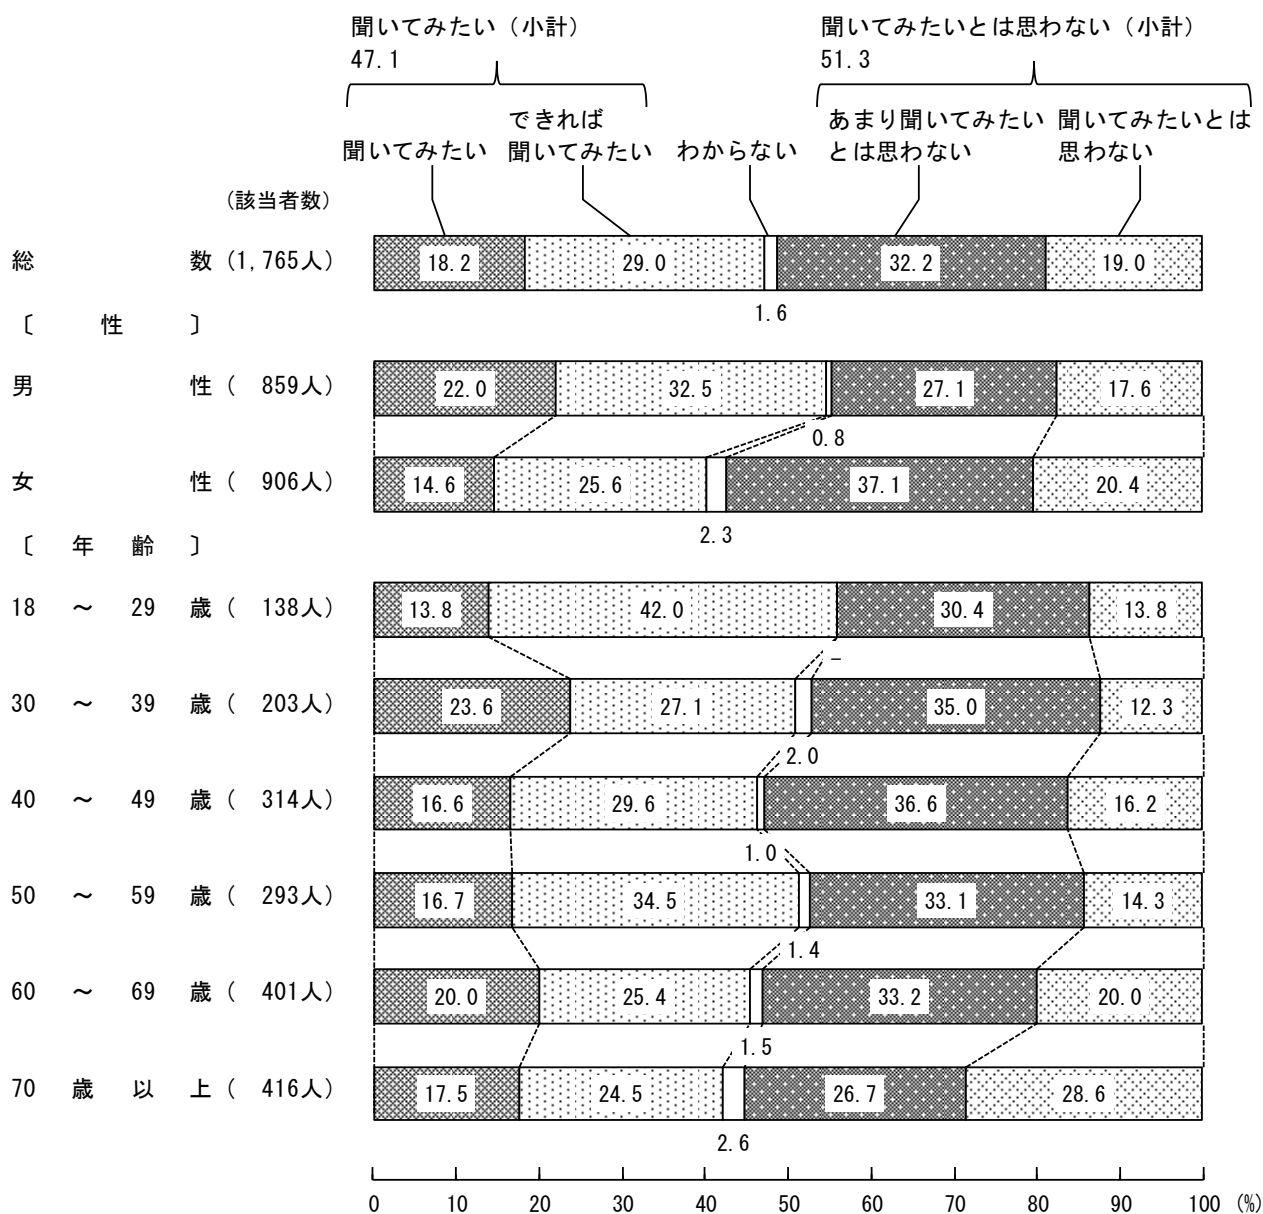 聞いてみたい（小計） 聞いてみたいとは思わない（小計）
47.1 51.3
できれば あまり聞いてみたい 聞いてみたいとは
聞いてみたい 聞いてみたい わからない とは思わない 思わない
(該当者数)
総 数 (1,765人) 18.2 29.0 32.2 19.0
1.6
〔 性 〕
男 性 ( 859人) 22.0 32.5 27.1 17.6
0.8
女 性 ( 906人) 14.6 25.6 37.1 20.4
2.3
〔 年 齢 〕
18 ～ 29 歳 ( 138人) 13.8 42.0 30.4 13.8
－
30 ～ 39 歳 ( 203人) 23.6 27.1 35.0 12.3
2.0
40 ～ 49 歳 ( 314人) 16.6 29.6 36.6 16.2
1.0
50 ～ 59 歳 ( 293人) 16.7 34.5 33.1 14.3
1.4
60 ～ 69 歳 ( 401人) 20.0 25.4 33.2 20.0
1.5
70 歳 以 上 ( 416人) 17.5 24.5 26.7 28.6
2.6
0 10 20 30 40 50 60 70 80 90 100 (%)